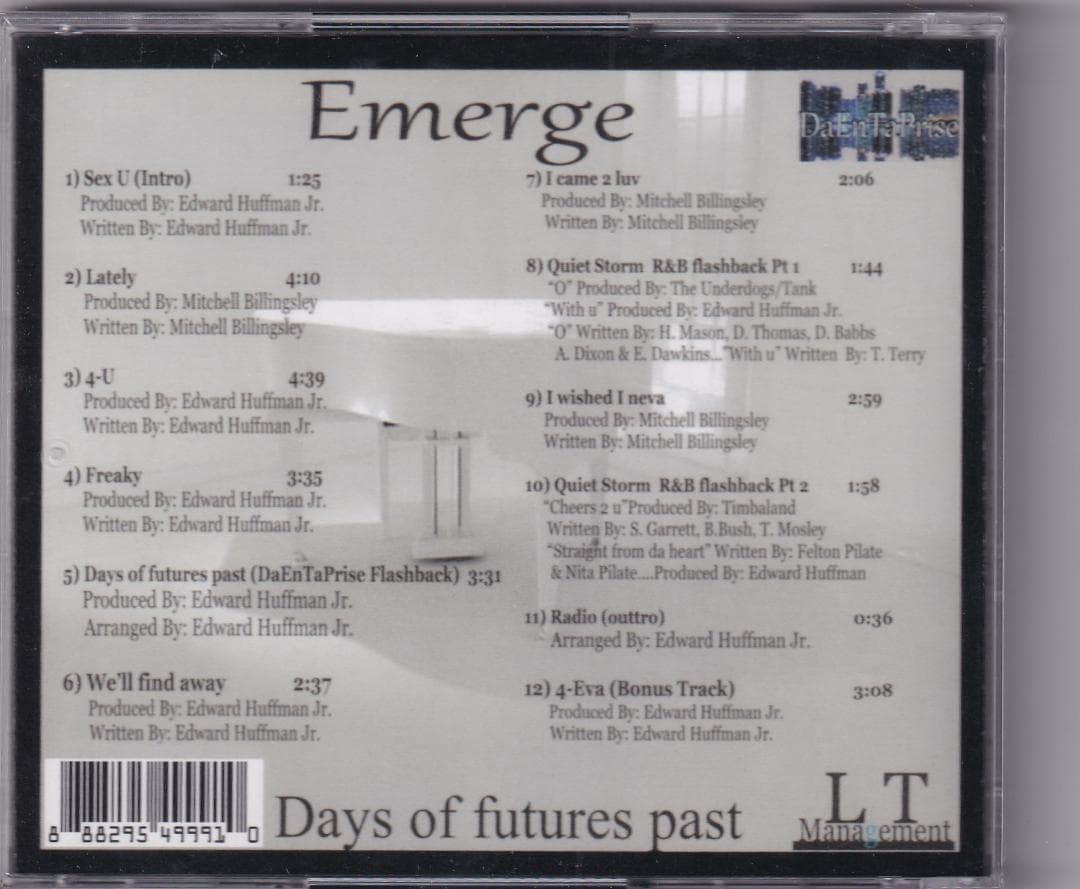 Emerge
DaEnTaPrise
1) Sex U (Intro) 1:25
Produced By: Edward Huffman Jr.
Written By: Edward Huffman Jr.
2) Lately 4:10
Produced By: Mitchell Billingsley
Written By: Mitchell Billingsley
3) 4-U 4:39
Produced By: Edward Huffman Jr.
Written By: Edward Huffman Jr.
4) Freaky 3:35
Produced By: Edward Huffman Jr.
Written By: Edward Huffman Jr.
5) Days of futures past (DaEnTaPrise Flashback) 3:31
Produced By: Edward Huffman Jr.
Arranged By: Edward Huffman Jr.
6) We'll find away 2:37
Produced By: Edward Huffman Jr.
Written By: Edward Huffman Jr.
7) I came 2 luv 2:06
Produced By: Mitchell Billingsley
Written By: Mitchell Billingsley
8) Quiet Storm R&B flashback Pt 1 1:44
"O" Produced By: The Underdogs/Tank
"With u" Produced By: Edward Huffman Jr.
"O" Written By: H. Mason, D. Thomas, D. Babbs
A. Dixon & E. Dawkins..."With u" Written By: T. Terry
9) I wished I neva 2:59
Produced By: Mitchell Billingsley
Written By: Mitchell Billingsley
10) Quiet Storm R&B flashback Pt 2 1:58
"Cheers 2 u"Produced By: Timbaland
Written By: S. Garrett, B.Bush, T. Mosley
"Straight from da heart" Written By: Felton Pilate
& Nita Pilate....Produced By: Edward Huffman
11) Radio (outtro) 0:36
Arranged By: Edward Huffman Jr.
12) 4-Eva (Bonus Track) 3:08
Produced By: Edward Huffman Jr.
Written By: Edward Huffman Jr.
8 88295 49991 0
Days of futures past
L T
Management